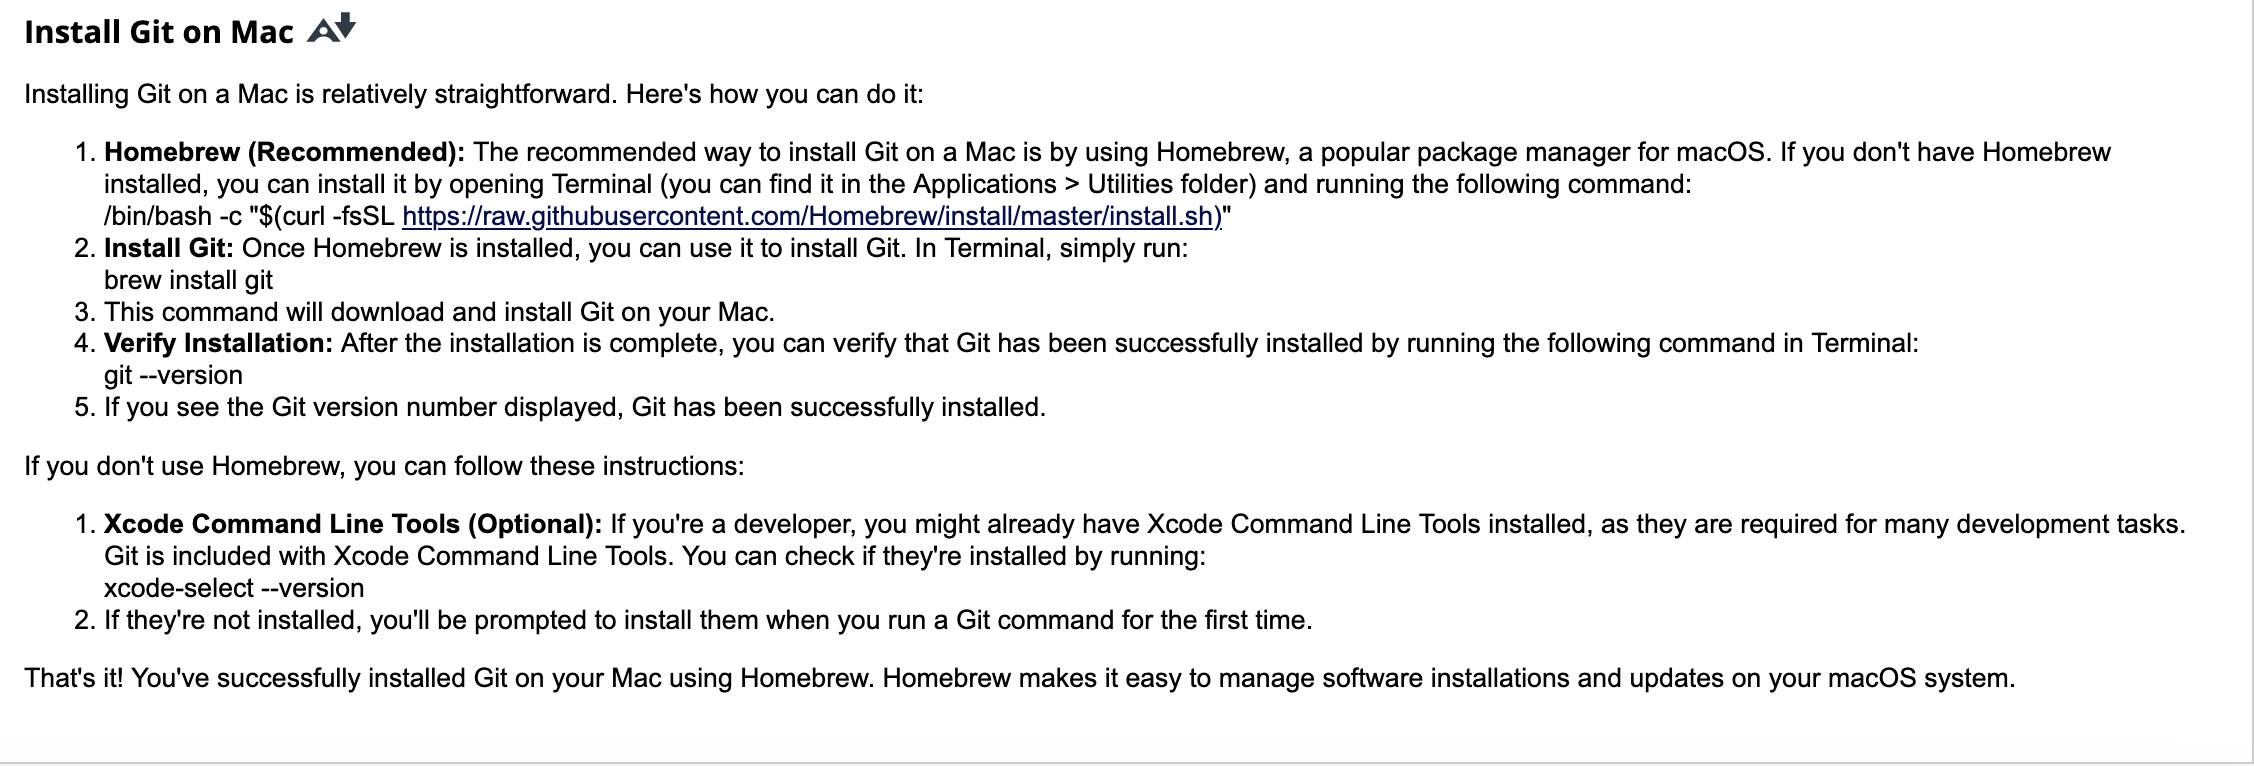 Install Git on Mac
Installing Git on a Mac is relatively straightforward. Here's how you can do it:
1. Homebrew (Recommended): The recommended way to install Git on a Mac is by using Homebrew, a popular package manager for macOS. If you don't have Homebrew
installed, you can install it by opening Terminal (you can find it in the Applications > Utilities folder) and running the following command:
/bin/bash -c "$(curl -fsSL https://raw.githubusercontent.com/Homebrew/install/master/install.sh)"
2. Install Git: Once Homebrew is installed, you can use it to install Git. In Terminal, simply run:
brew install git
3. This command will download and install Git on your Mac.
4. Verify Installation: After the installation is complete, you can verify that Git has been successfully installed by running the following command in Terminal:
git --version
5. If you see the Git version number displayed, Git has been successfully installed.
If you don't use Homebrew, you can follow these instructions:
1. Xcode Command Line Tools (Optional): If you're a developer, you might already have Xcode Command Line Tools installed, as they are required for many development tasks.
Git is included with Xcode Command Line Tools. You can check if they're installed by running:
xcode-select --version
2. If they're not installed, you'll be prompted to install them when you run a Git command for the first time.
That's it! You've successfully installed Git on your Mac using Homebrew. Homebrew makes it easy to manage software installations and updates on your macOS system.